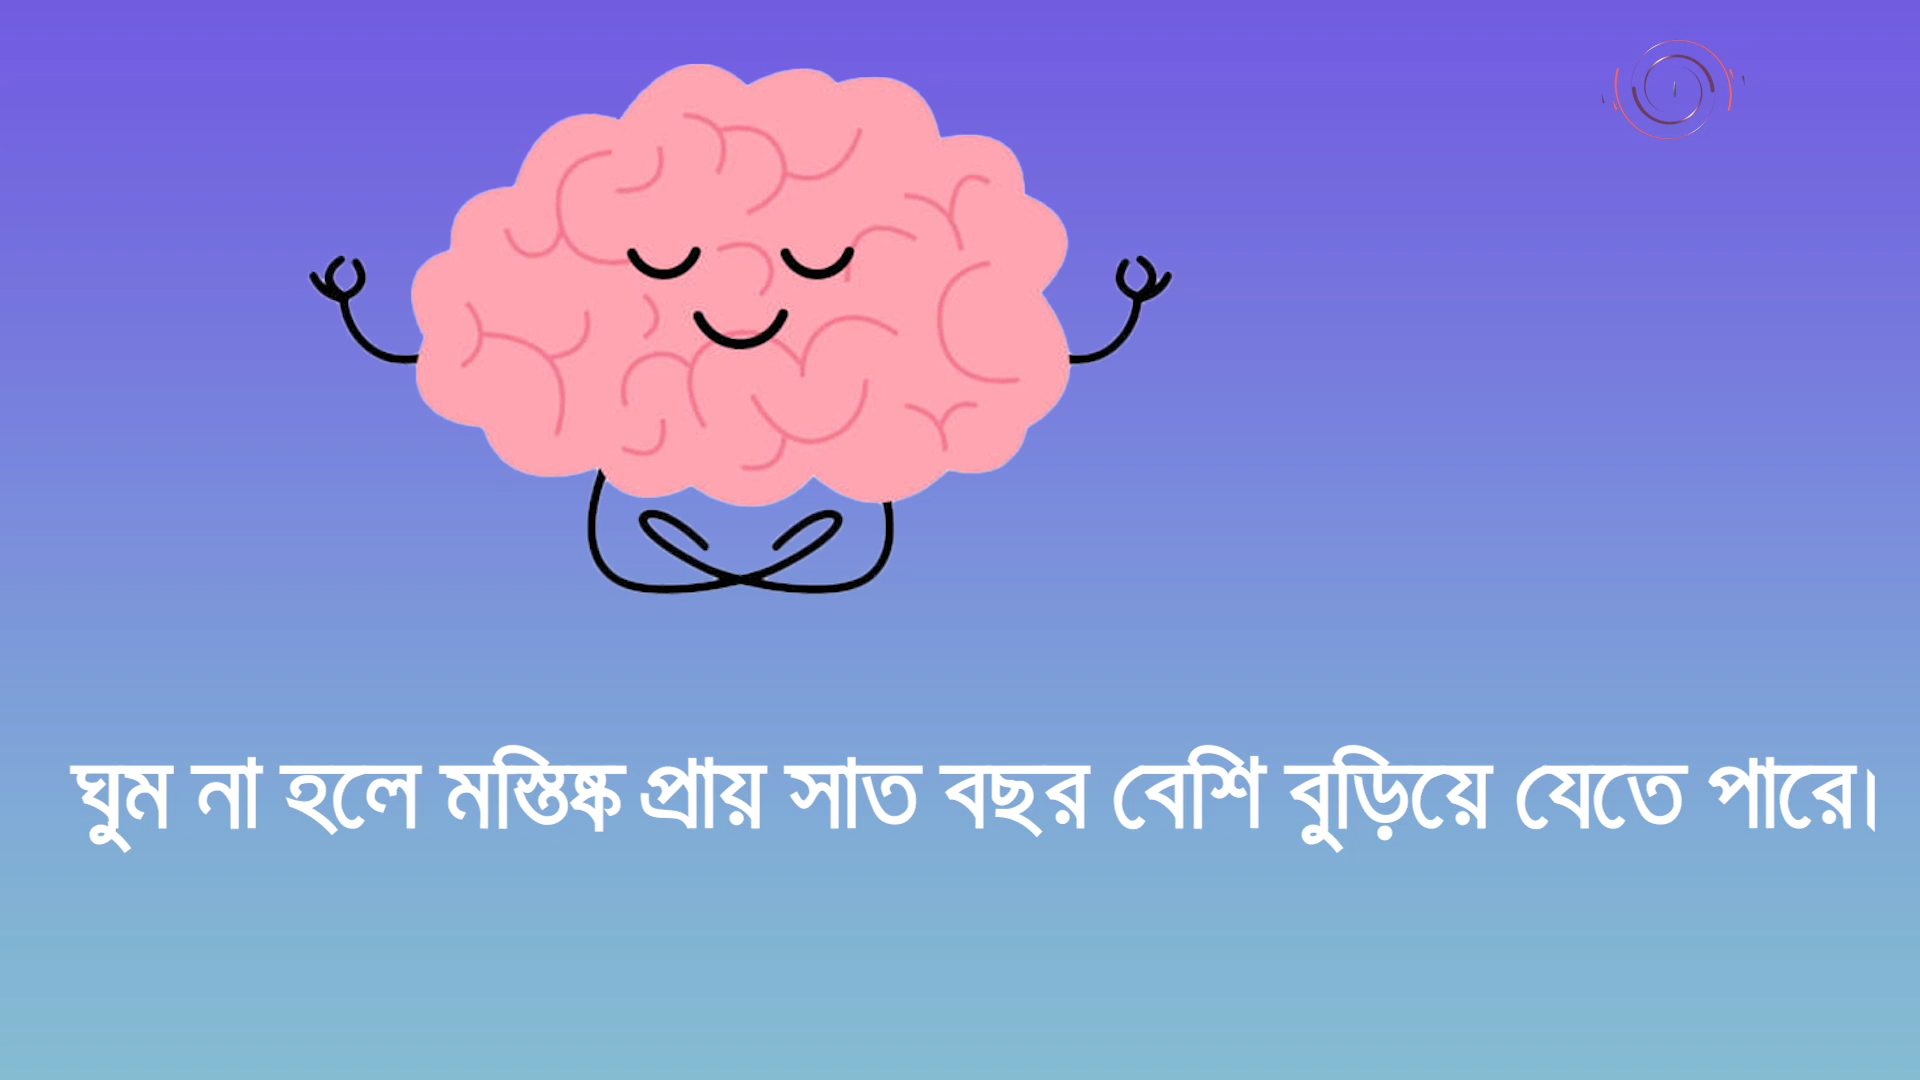 ঘুম না হলে মস্তিষ্ক প্রায় সাত বছর বেশি বুড়িয়ে যেতে পারে।